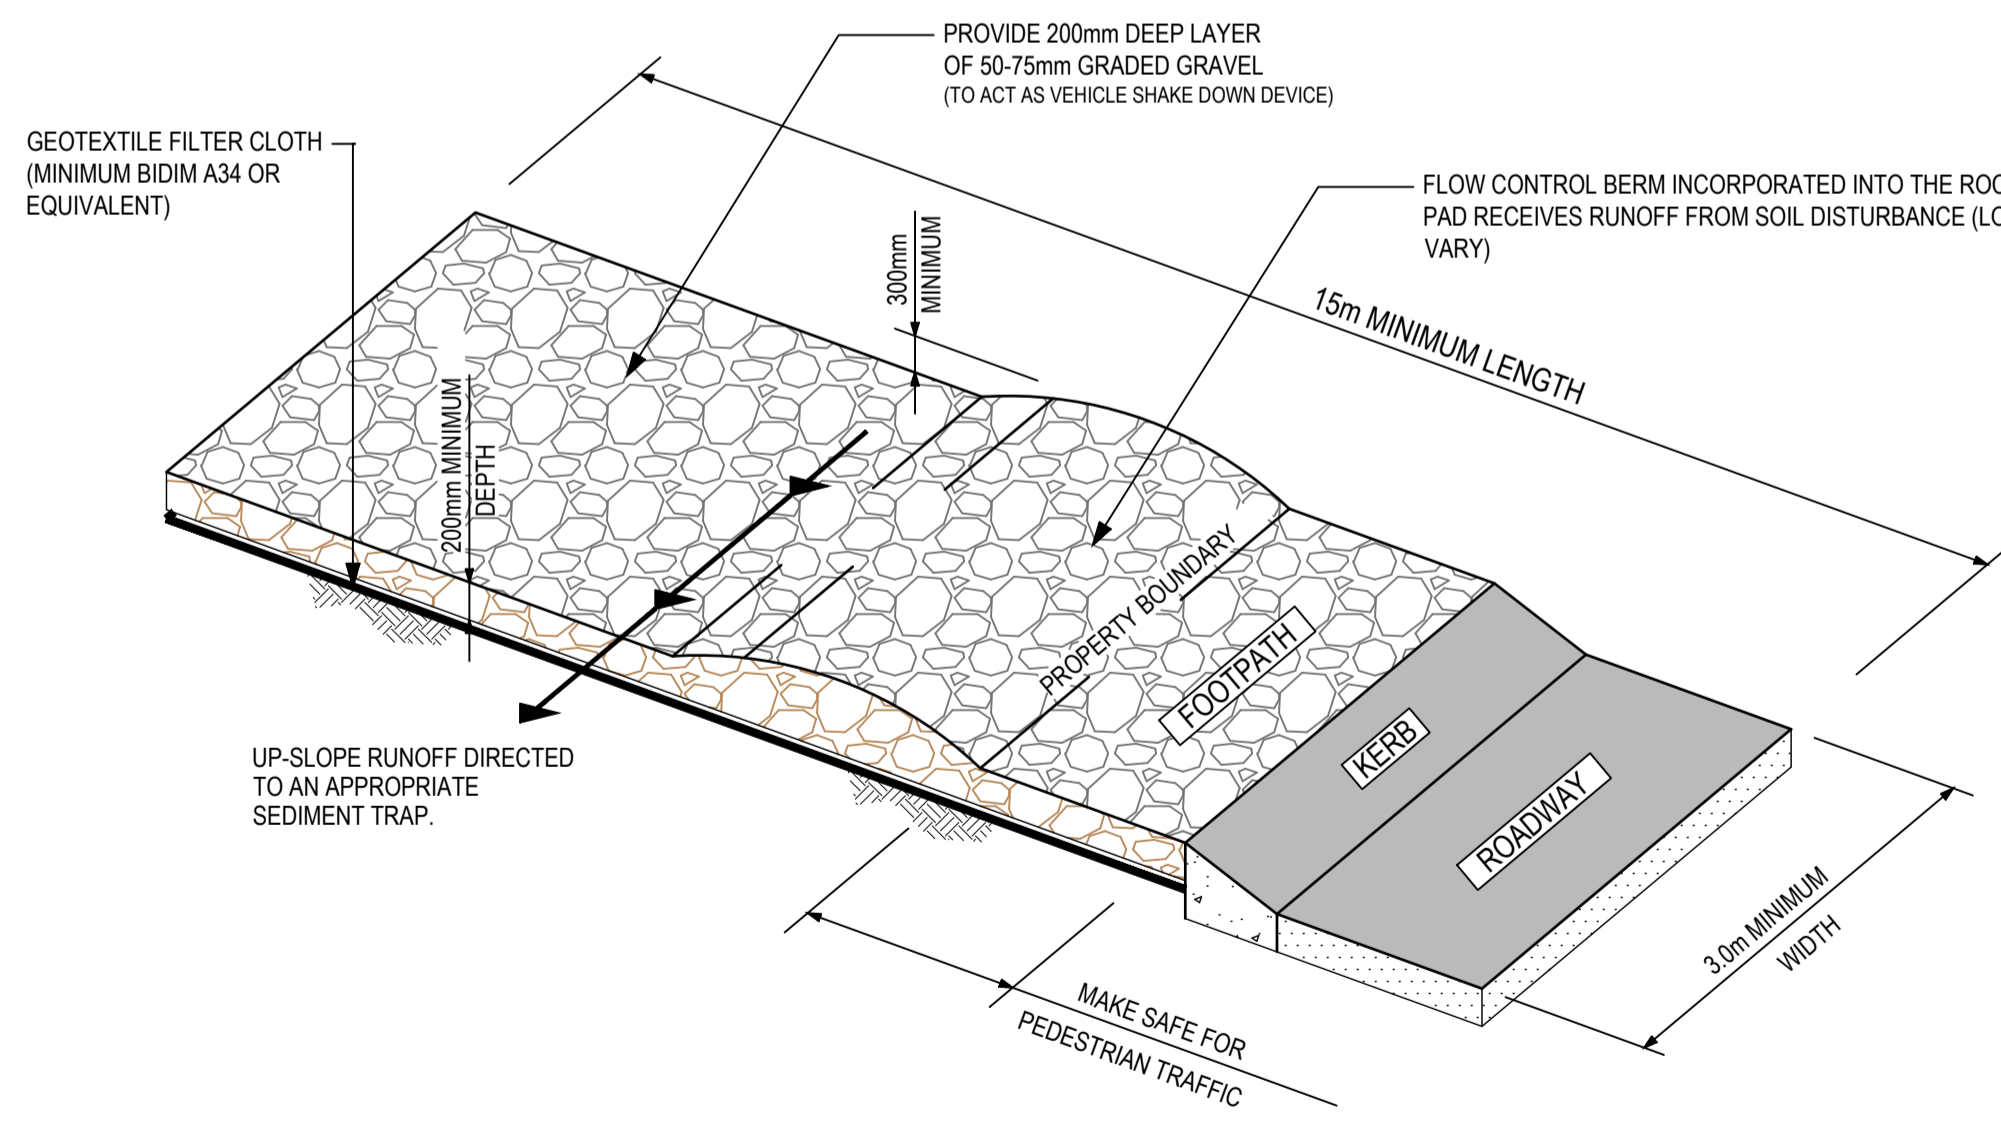 PROVIDE 200mm DEEP LAYER
OF 50-75mm GRADED GRAVEL
(TO ACT AS VEHICLE SHAKE DOWN DEVICE)
GEOTEXTILE FILTER CLOTH
(MINIMUM BIDIM A34 OR
EQUIVALENT)
FLOW CONTROL BERM INCORPORATED INTO THE
PAD RECEIVES RUNOFF FROM SOIL DISTURBANCE
VARY)
300mm
MINIMUM
15m MINIMUM LENGTH
200mm MINIMUM
DEPTH
PROPERTY BOUNDARY
FOOTPATH
KERB
ROADWAY
UP-SLOPE RUNOFF DIRECTED
TO AN APPROPRIATE
SEDIMENT TRAP.
3.0m MINIMUM
WIDTH
MAKE SAFE FOR
PEDESTRIAN TRAFFIC